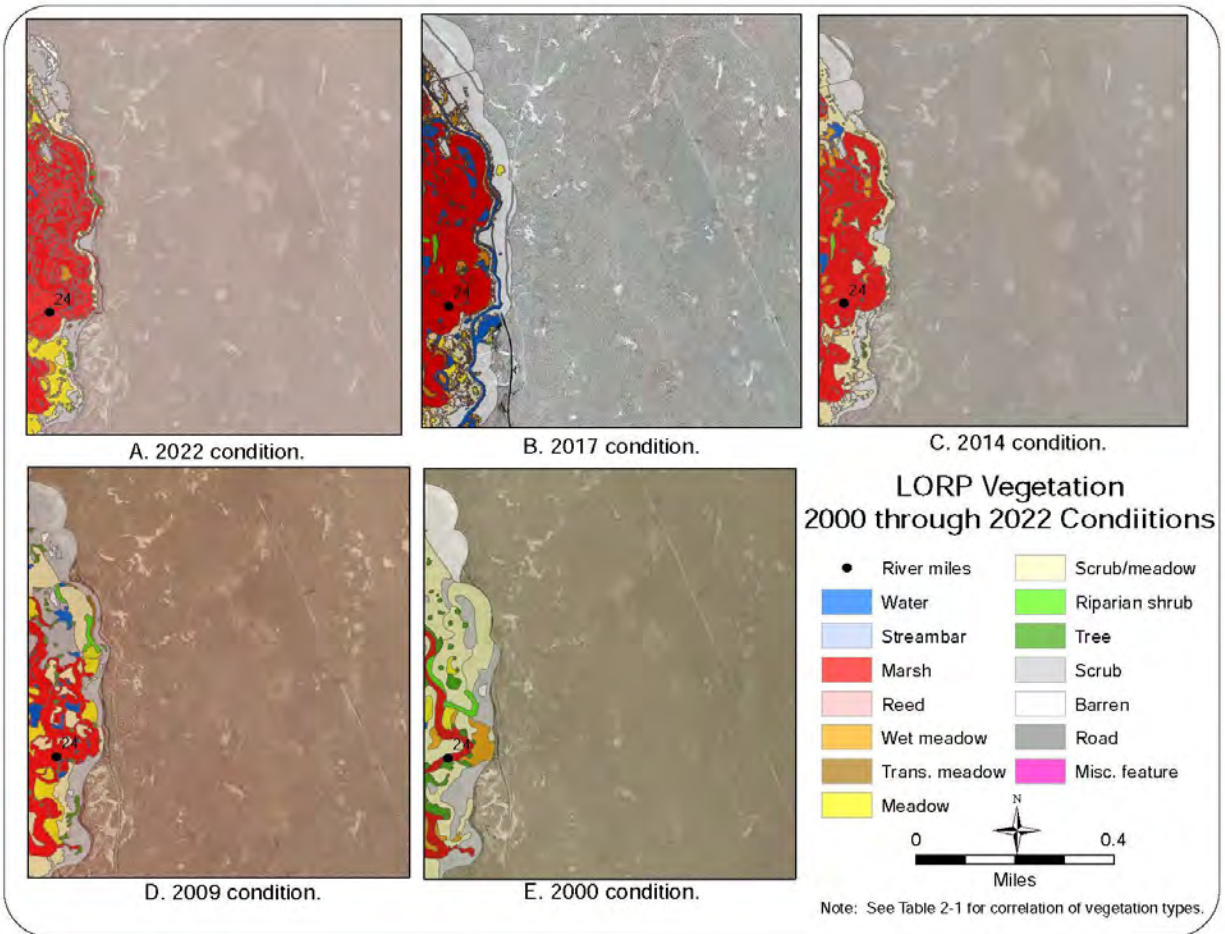 24
24
24
A. 2022 condition.
B. 2017 condition.
C. 2014 condition.
24
24
D. 2009 condition.
E. 2000 condition.
LORP Vegetation
2000 through 2022 Condiitions
River miles
Water
Streambar
Marsh
Reed
Wet meadow
Trans. meadow
Meadow
Scrub/meadow
Riparian shrub
Tree
Scrub
Barren
Road
Misc. feature
N
0 0.4
Miles
Note: See Table 2-1 for correlation of vegetation types.